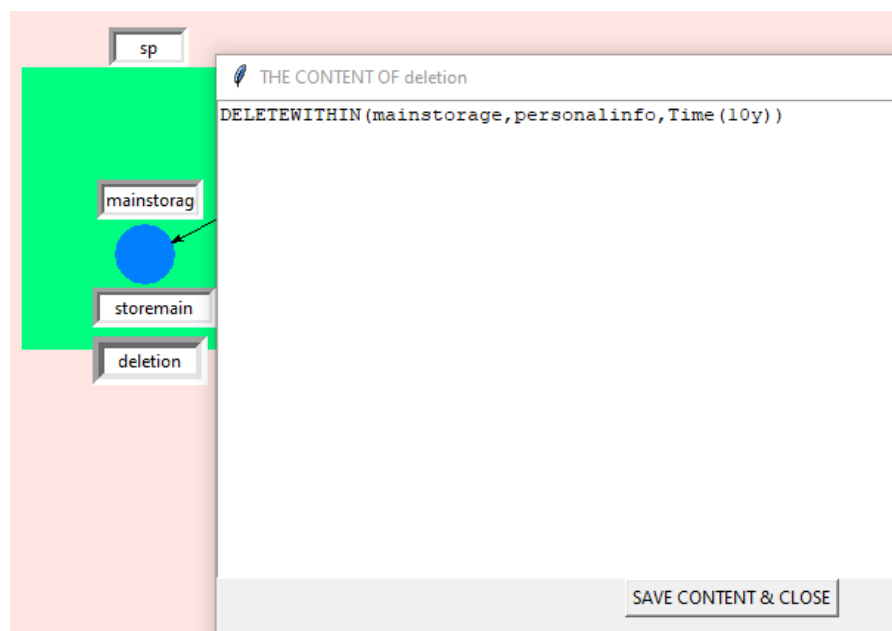 sp
THE CONTENT OF deletion
DELETEWITHIN(mainstorage,personalinfo,Time(10y))
mainstorag
storemain
deletion
SAVE CONTENT & CLOSE